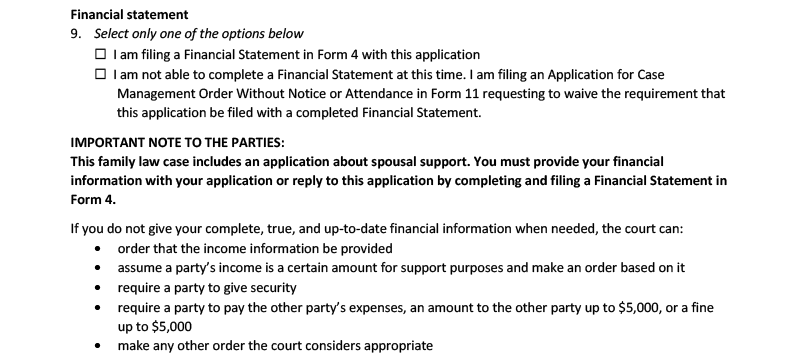 Financial statement
9. Select only one of the options below
☐ I am filing a Financial Statement in Form 4 with this application
☐ I am not able to complete a Financial Statement at this time. I am filing an Application for Case
Management Order Without Notice or Attendance in Form 11 requesting to waive the requirement that
this application be filed with a completed Financial Statement.
IMPORTANT NOTE TO THE PARTIES:
This family law case includes an application about spousal support. You must provide your financial
information with your application or reply to this application by completing and filing a Financial Statement in
Form 4.
If you do not give your complete, true, and up-to-date financial information when needed, the court can:
• order that the income information be provided
• assume a party's income is a certain amount for support purposes and make an order based on it
• require a party to give security
• require a party to pay the other party's expenses, an amount to the other party up to $5,000, or a fine
up to $5,000
• make any other order the court considers appropriate